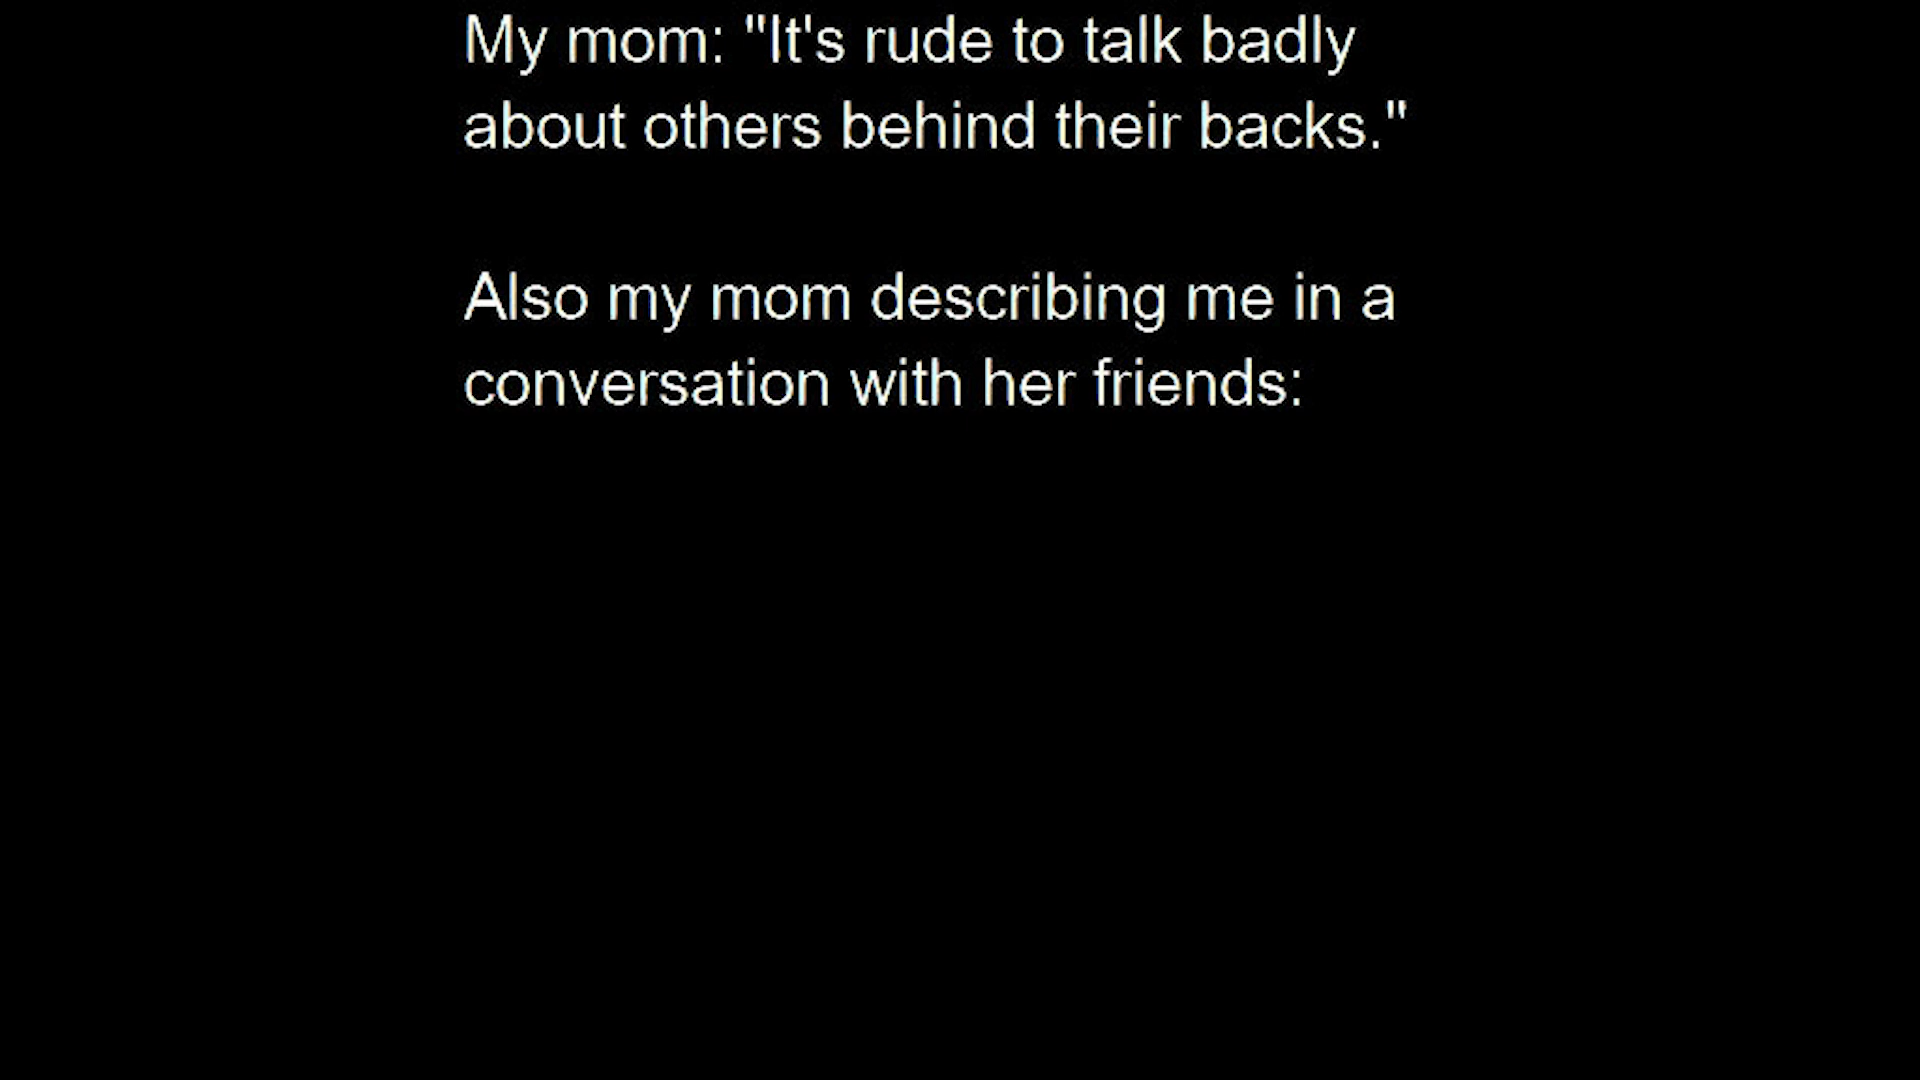 My mom: "It's rude to talk badly
about others behind their backs."
Also my mom describing me in a
conversation with her friends: